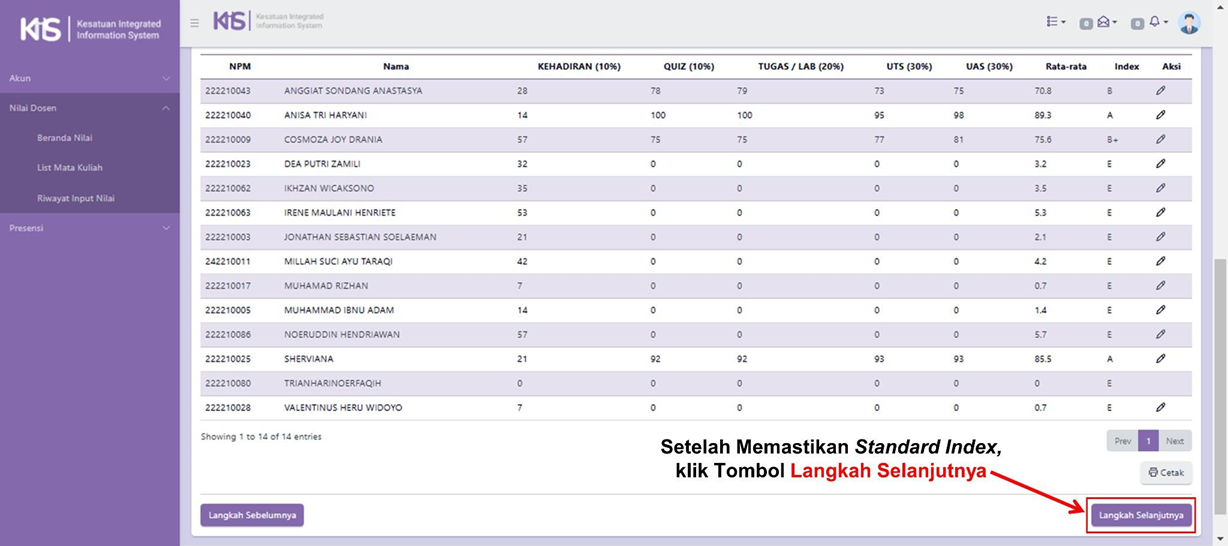 KIS Kesatuan Integrated Information System
KIS Kesatuan Integrated Information System
0 0
Akun
Nilai Dosen
Beranda Nilai
List Mata Kuliah
Riwayat Input Nilai
Presensi
NPM Nama KEHADIRAN (10%) QUIZ (10%) TUGAS / LAB (20%) UTS (30%) UAS (30%) Rata-rata Index Aksi
222210043 ANGGIAT SONDANG ANASTASYA 28 78 79 73 75 70.8 B
222210040 ANISA TRI HARYANI 14 100 100 95 98 89.3 A
222210009 COSMOZA JOY DRANIA 57 75 75 77 81 75.6 B+
222210023 DEA PUTRI ZAMILI 32 0 0 0 0 3.2 E
222210062 IKHZAN WICAKSONO 35 0 0 0 0 3.5 E
222210063 IRENE MAULANI HENRIETE 53 0 0 0 0 5.3 E
222210003 JONATHAN SEBASTIAN SOELAEMAN 21 0 0 0 0 2.1 E
242210011 MILLAH SUCI AYU TARAQI 42 0 0 0 0 4.2 E
222210017 MUHAMAD RIZHAN 7 0 0 0 0 0.7 E
222210005 MUHAMMAD IBNU ADAM 14 0 0 0 0 1.4 E
222210086 NOERUDDIN HENDRIAWAN 57 0 0 0 0 5.7 E
222210025 SHERVIANA 21 92 92 93 93 85.5 A
222210080 TRIANHARINOERFAQIH 0 0 0 0 0 0 E
222210028 VALENTINUS HERU WIDOYO 7 0 0 0 0 0.7 E
Showing 1 to 14 of 14 entries
Prev 1 Next
Setelah Memastikan Standard Index,
klik Tombol Langkah Selanjutnya
Cetak
Langkah Sebelumnya
Langkah Selanjutnya